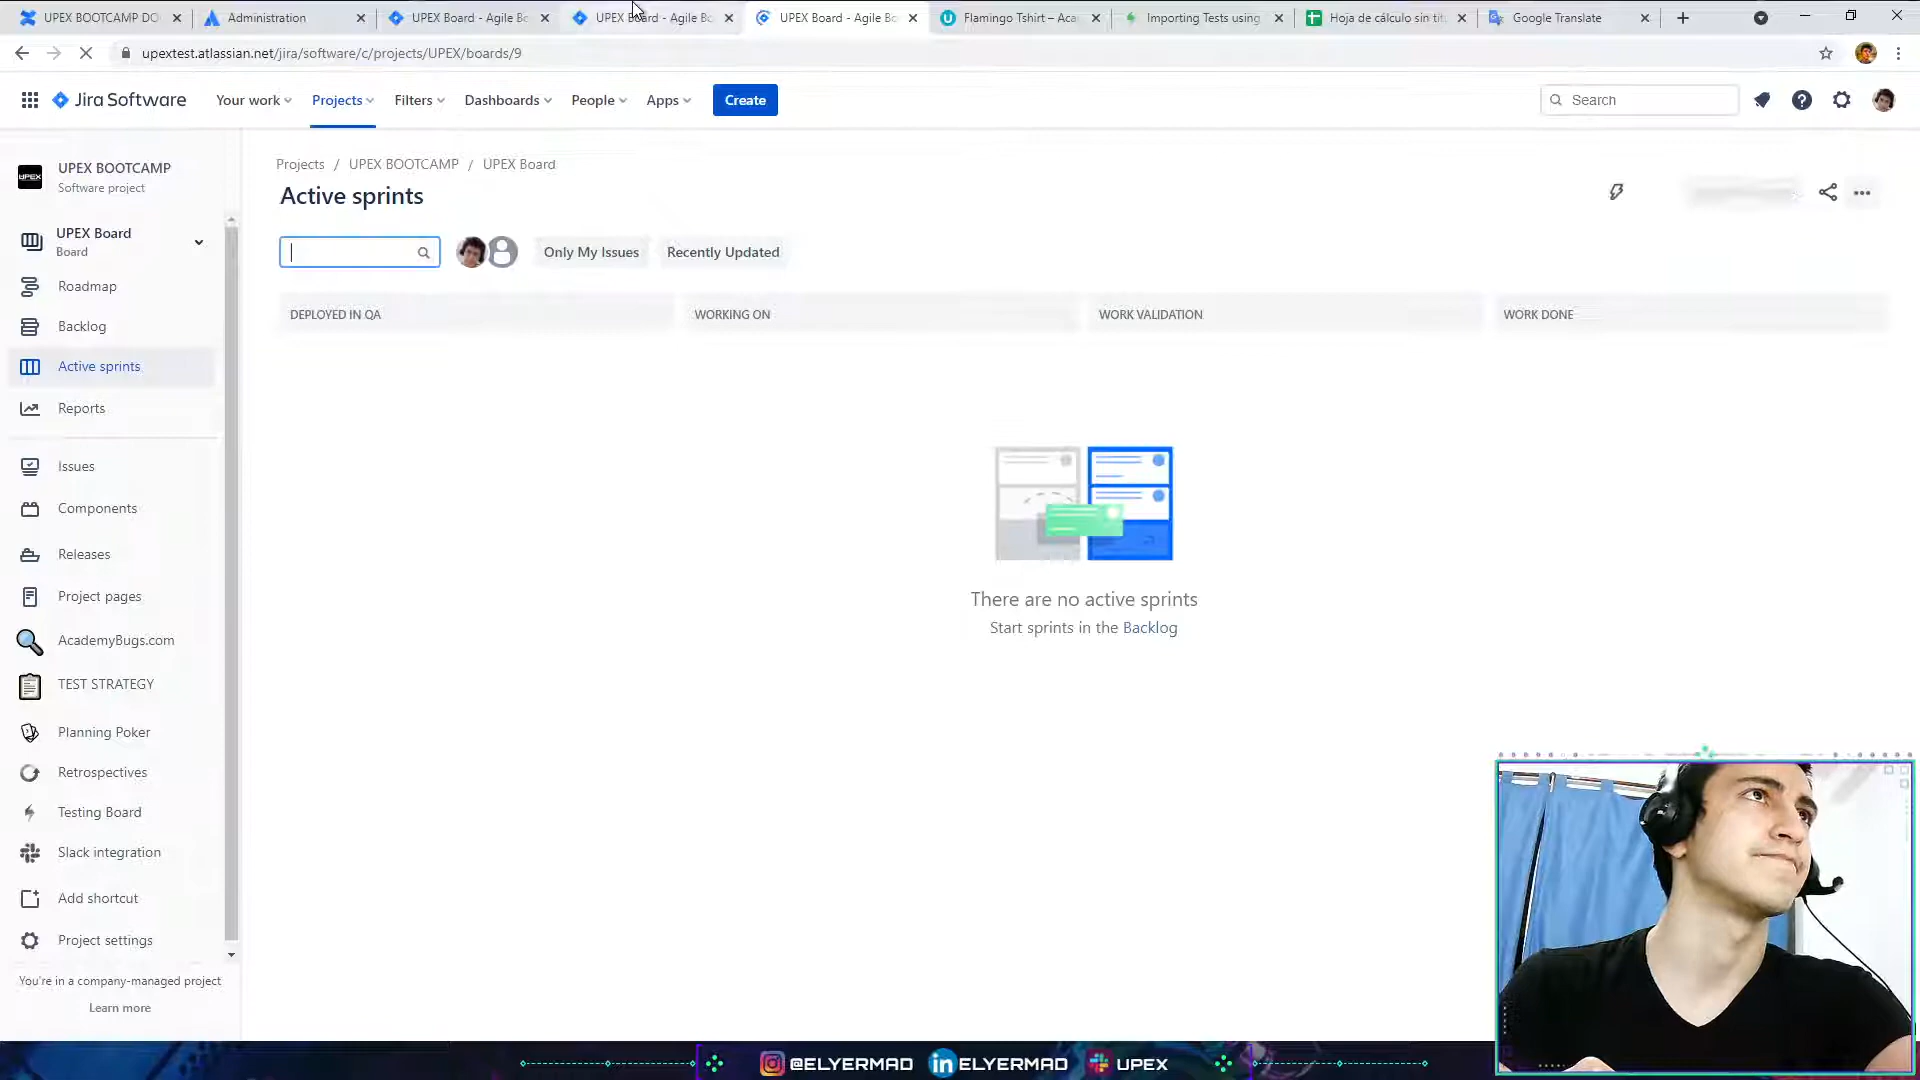 UPEX BOOTCAMP DO
Administration
UPEX Board - Agile Bo
UPEX Board - Agile Bo
UPEX Board - Agile Bo
Flamingo Tshirt – Aca
Importing Tests using
Hoja de cálculo sin títu
Google Translate
upextest.atlassian.net/jira/software/c/projects/UPEX/boards/9
Jira Software
Your work
Projects
Filters
Dashboards
People
Apps
Create
Search
UPEX
UPEX BOOTCAMP
Software project
UPEX Board
Board
Roadmap
Backlog
Active sprints
Reports
Issues
Components
Releases
Project pages
AcademyBugs.com
TEST STRATEGY
Planning Poker
Retrospectives
Testing Board
Slack integration
Add shortcut
Project settings
You're in a company-managed project
Learn more
Projects / UPEX BOOTCAMP / UPEX Board
Active sprints
Only My Issues
Recently Updated
DEPLOYED IN QA
WORKING ON
WORK VALIDATION
WORK DONE
There are no active sprints
Start sprints in the Backlog
@ELYERMAD
in ELYERMAD
UPEX